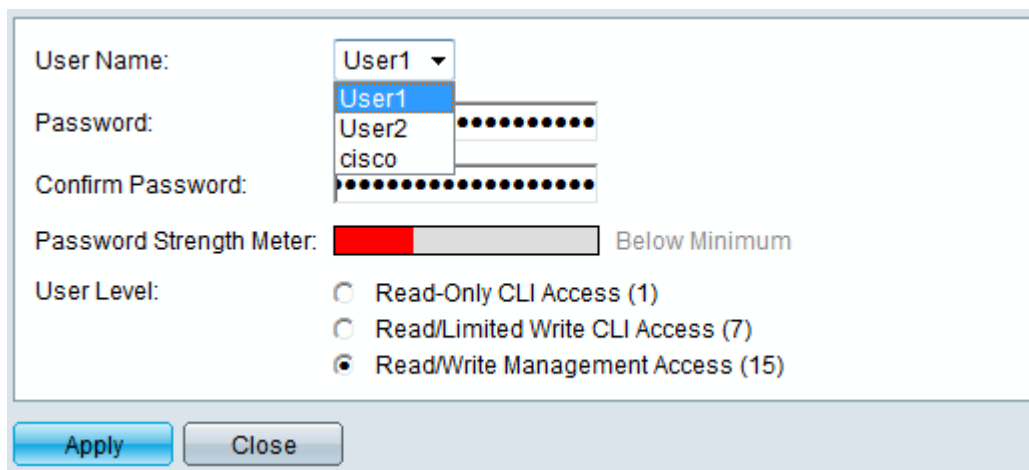 User Name: User1
User1
Password:
User2
cisco
Confirm Password:
Password Strength Meter: Below Minimum
User Level: Read-Only CLI Access (1)
Read/Limited Write CLI Access (7)
Read/Write Management Access (15)
Apply Close